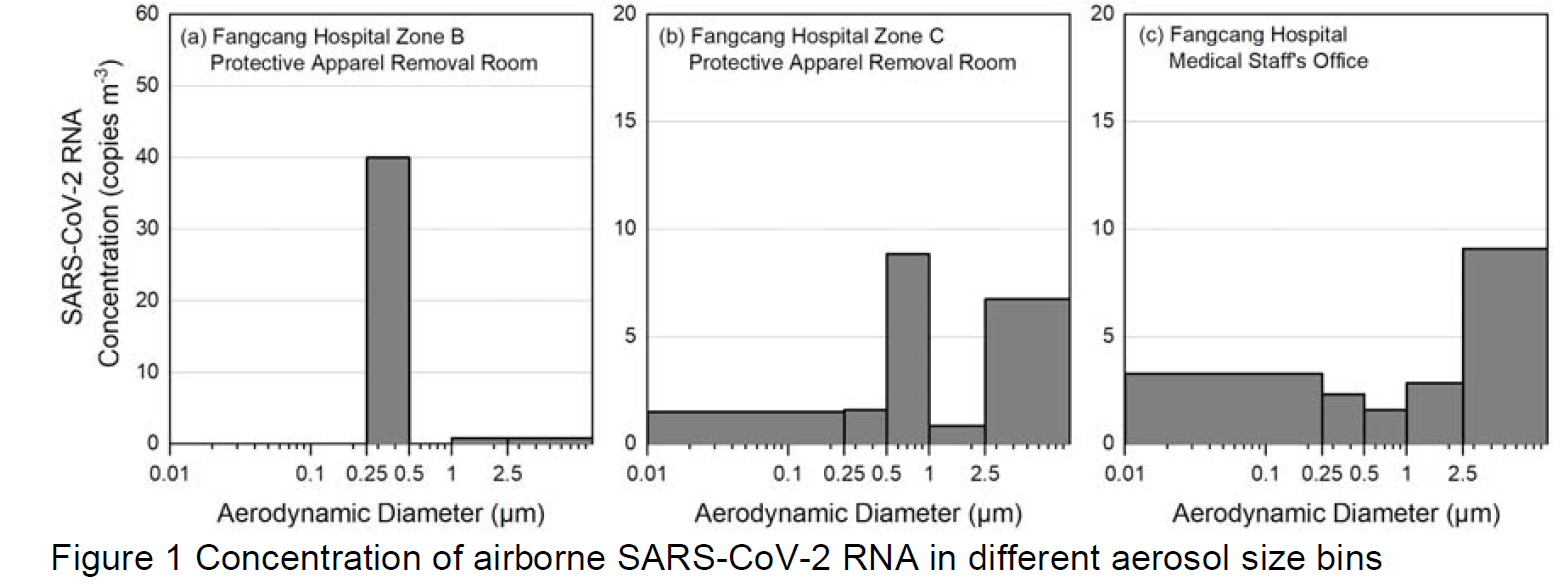 SARS-CoV-2 RNA
Concentration (copies m-3)
60
50
40
30
20
10
0
(a) Fangcang Hospital Zone B
Protective Apparel Removal Room
0.01 0.1 0.25 0.5 1 2.5
Aerodynamic Diameter (µm)
20
15
10
5
0
(b) Fangcang Hospital Zone C
Protective Apparel Removal Room
0.01 0.1 0.25 0.5 1 2.5
Aerodynamic Diameter (µm)
20
15
10
5
0
(c) Fangcang Hospital
Medical Staff's Office
0.01 0.1 0.25 0.5 1 2.5
Aerodynamic Diameter (µm)
Figure 1 Concentration of airborne SARS-CoV-2 RNA in different aerosol size bins